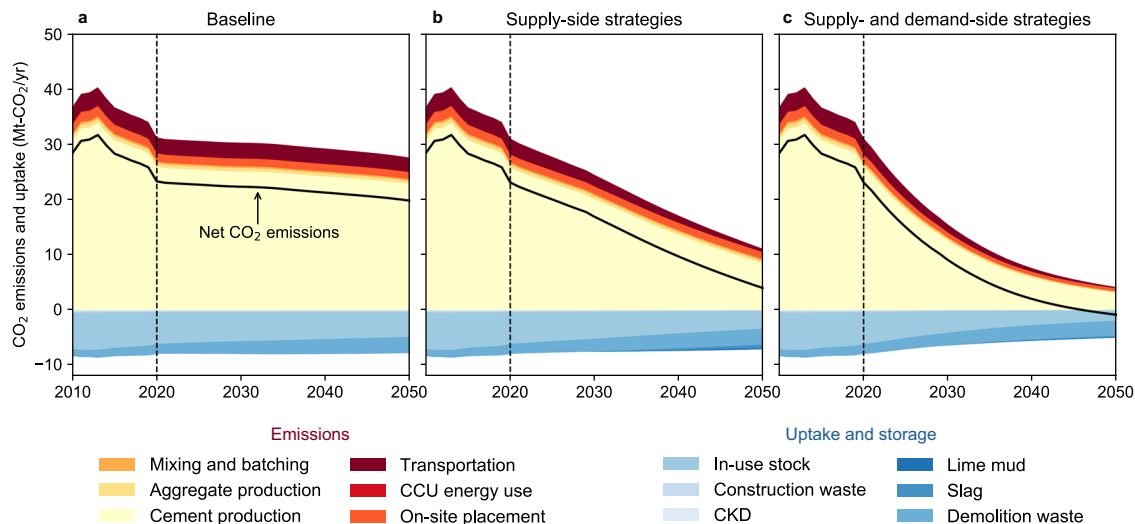 a Baseline
b Supply-side strategies
c Supply- and demand-side strategies
CO₂ emissions and uptake (Mt-CO₂/yr)
50
40
30
20
10
0
−10
Net CO₂ emissions
2010 2020 2030 2040 2050
2020 2030 2040 2050
2020 2030 2040 2050
Emissions
Uptake and storage
Mixing and batching
Transportation
In-use stock
Lime mud
Aggregate production
CCU energy use
Construction waste
Slag
Cement production
On-site placement
CKD
Demolition waste